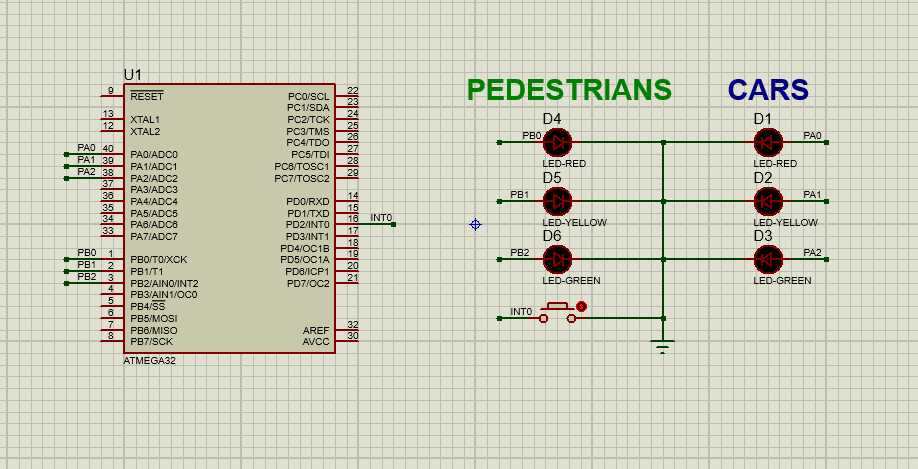 U1
9 RESET
13 XTAL1
12 XTAL2
PA0 40 PA0/ADC0
PA1 39 PA1/ADC1
PA2 38 PA2/ADC2
37 PA3/ADC3
36 PA4/ADC4
35 PA5/ADC5
34 PA6/ADC6
33 PA7/ADC7
PB0 1 PB0/T0/XCK
PB1 2 PB1/T1
PB2 3 PB2/AIN0/INT2
4 PB3/AIN1/OC0
5 PB4/SS
6 PB5/MOSI
7 PB6/MISO
8 PB7/SCK
PC0/SCL 22
PC1/SDA 23
PC2/TCK 24
PC3/TMS 25
PC4/TDO 26
PC5/TDI 27
PC6/TOSC1 28
PC7/TOSC2 29
PD0/RXD 14
PD1/TXD 15
PD2/INT0 16 INT0
PD3/INT1 17
PD4/OC1B 18
PD5/OC1A 19
PD6/ICP1 20
PD7/OC2 21
AREF 32
AVCC 30
ATMEGA32
PEDESTRIANS
D4
PB0
LED-RED
D5
PB1
LED-YELLOW
D6
PB2
LED-GREEN
INT0
CARS
D1
PA0
LED-RED
D2
PA1
LED-YELLOW
D3
PA2
LED-GREEN